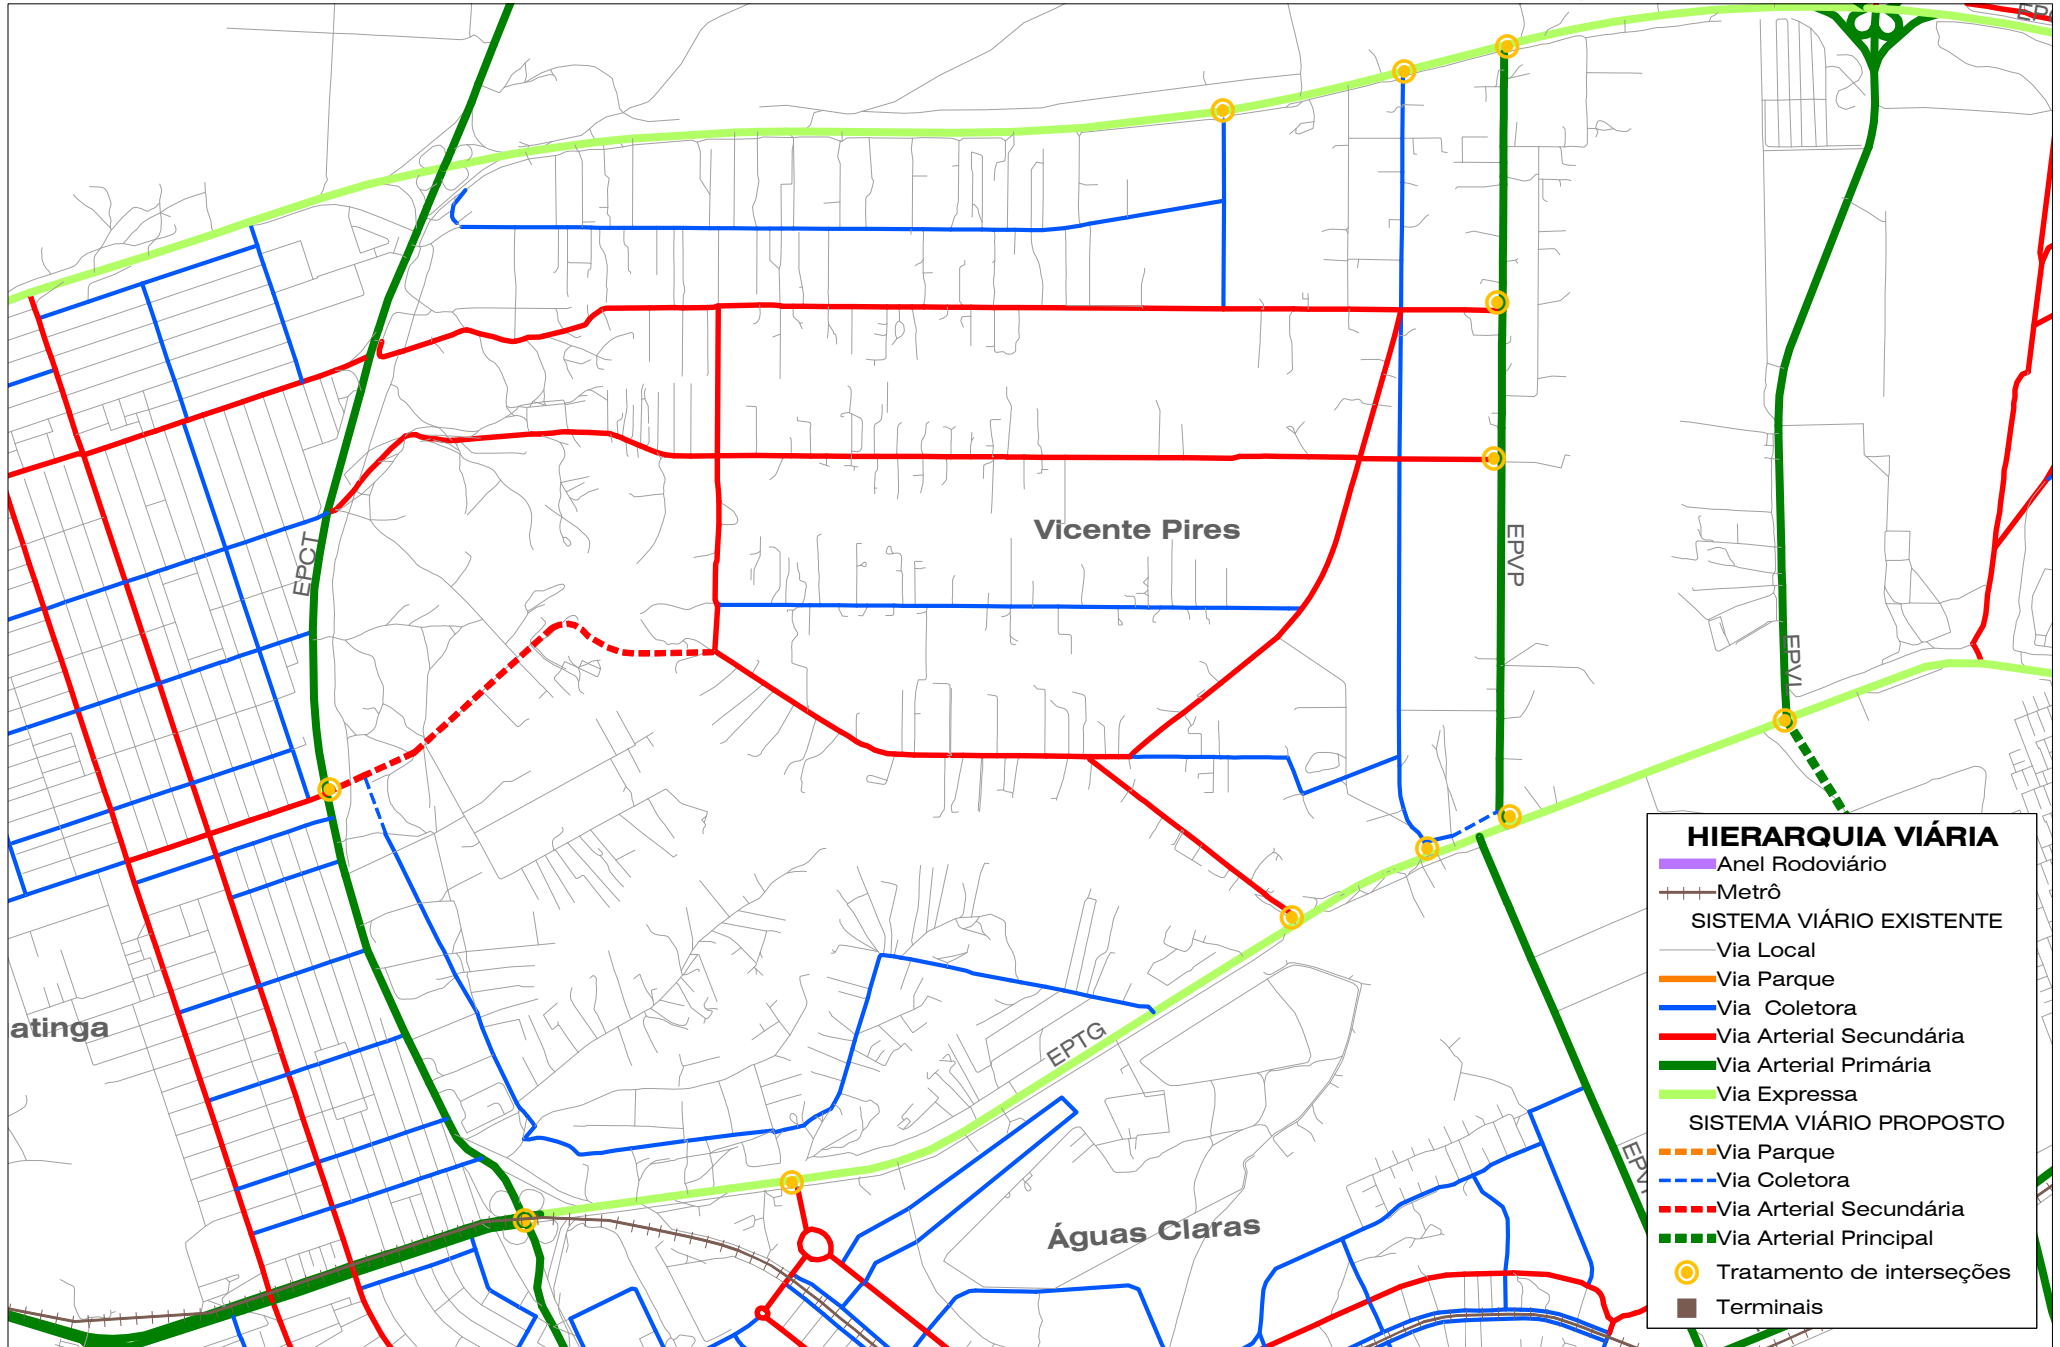 Vicente Pires
EPCT
EPVP
EPVL
atinga
EPTG
Águas Claras
HIERARQUIA VIÁRIA
Anel Rodoviário
Metrô
SISTEMA VIÁRIO EXISTENTE
Via Local
Via Parque
Via  Coletora
Via Arterial Secundária
Via Arterial Primária
Via Expressa
SISTEMA VIÁRIO PROPOSTO
Via Parque
Via Coletora
Via Arterial Secundária
Via Arterial Principal
Tratamento de interseções
Terminais